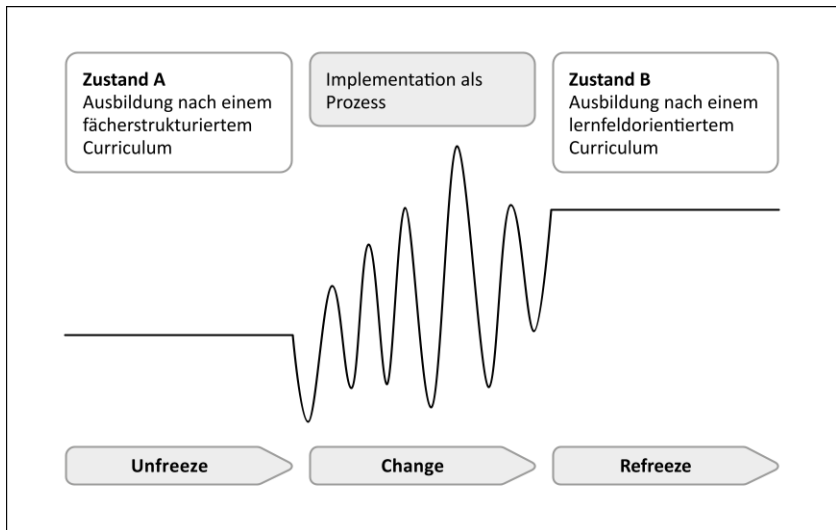 Zustand A
Ausbildung nach einem
fächerstrukturiertem
Curriculum
Implementation als
Prozess
Zustand B
Ausbildung nach einem
lernfeldorientiertem
Curriculum
Unfreeze
Change
Refreeze